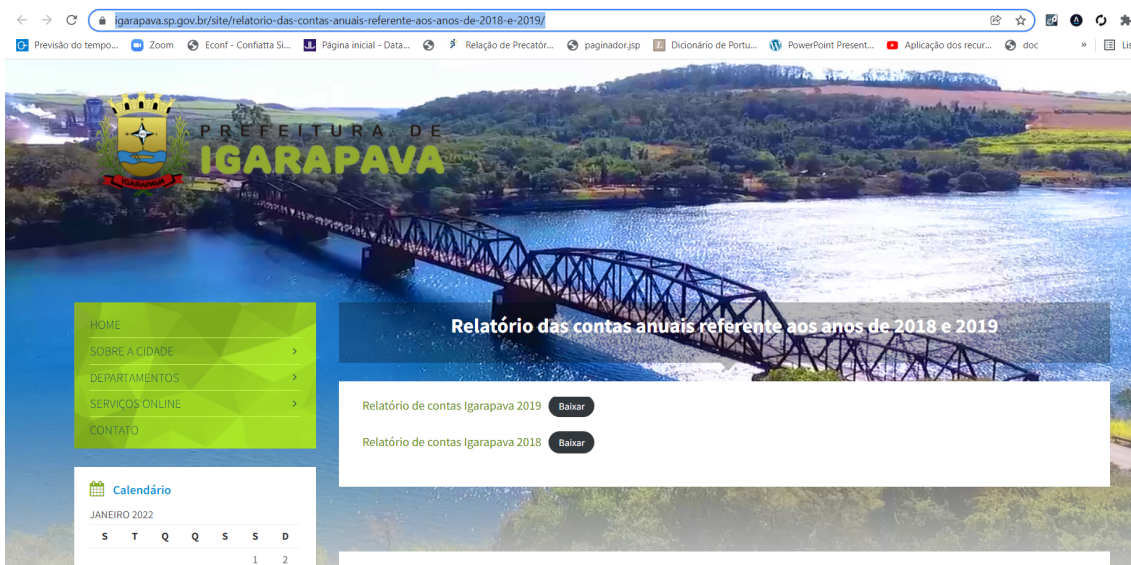 igarapava.sp.gov.br/site/relatorio-das-contas-anuais-referente-aos-anos-de-2018-e-2019/
Previsão do tempo... Zoom Econf - Confiatta Si... Página inicial - Data... Relação de Precatór... paginador.jsp Dicionário de Portu... PowerPoint Present... Aplicação dos recur... doc » Lis
PREFEITURA DE
IGARAPAVA
IGARAPAVA
HOME
SOBRE A CIDADE
DEPARTAMENTOS
SERVIÇOS ONLINE
CONTATO
Relatório das contas anuais referente aos anos de 2018 e 2019
Relatório de contas Igarapava 2019 Baixar
Relatório de contas Igarapava 2018 Baixar
Calendário
JANEIRO 2022
S T Q Q S S D
1 2